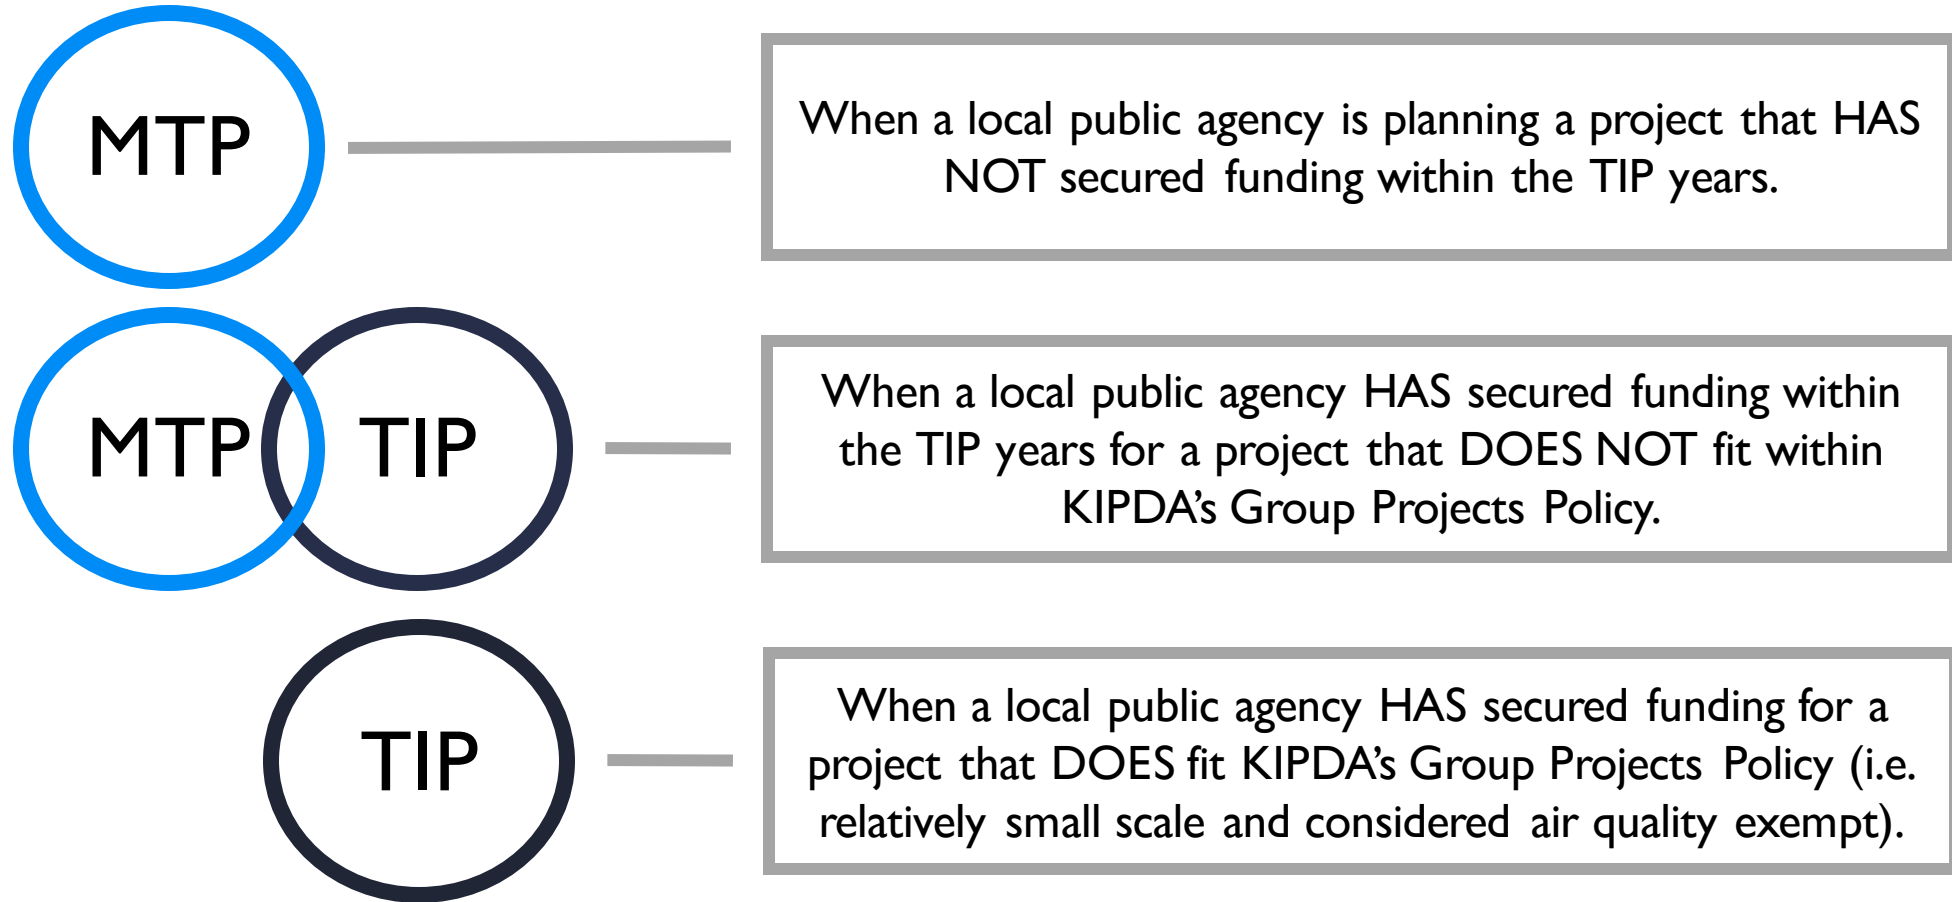 MTP
When a local public agency is planning a project that HAS
NOT secured funding within the TIP years.
MTP TIP
When a local public agency HAS secured funding within
the TIP years for a project that DOES NOT fit within
KIPDA's Group Projects Policy.
TIP
When a local public agency HAS secured funding for a
project that DOES fit KIPDA's Group Projects Policy (i.e.
relatively small scale and considered air quality exempt).